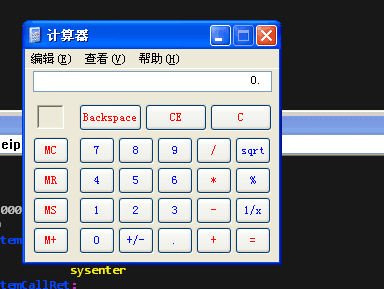 计算器
编辑(E) 查看(V) 帮助(H)
0.
Backspace CE C
eip
MC 7 8 9 / sqrt
MR 4 5 6 * %
MS 1 2 3 - 1/x
000
M+ 0 +/- . + =
tem
sysenter
temCallRet: